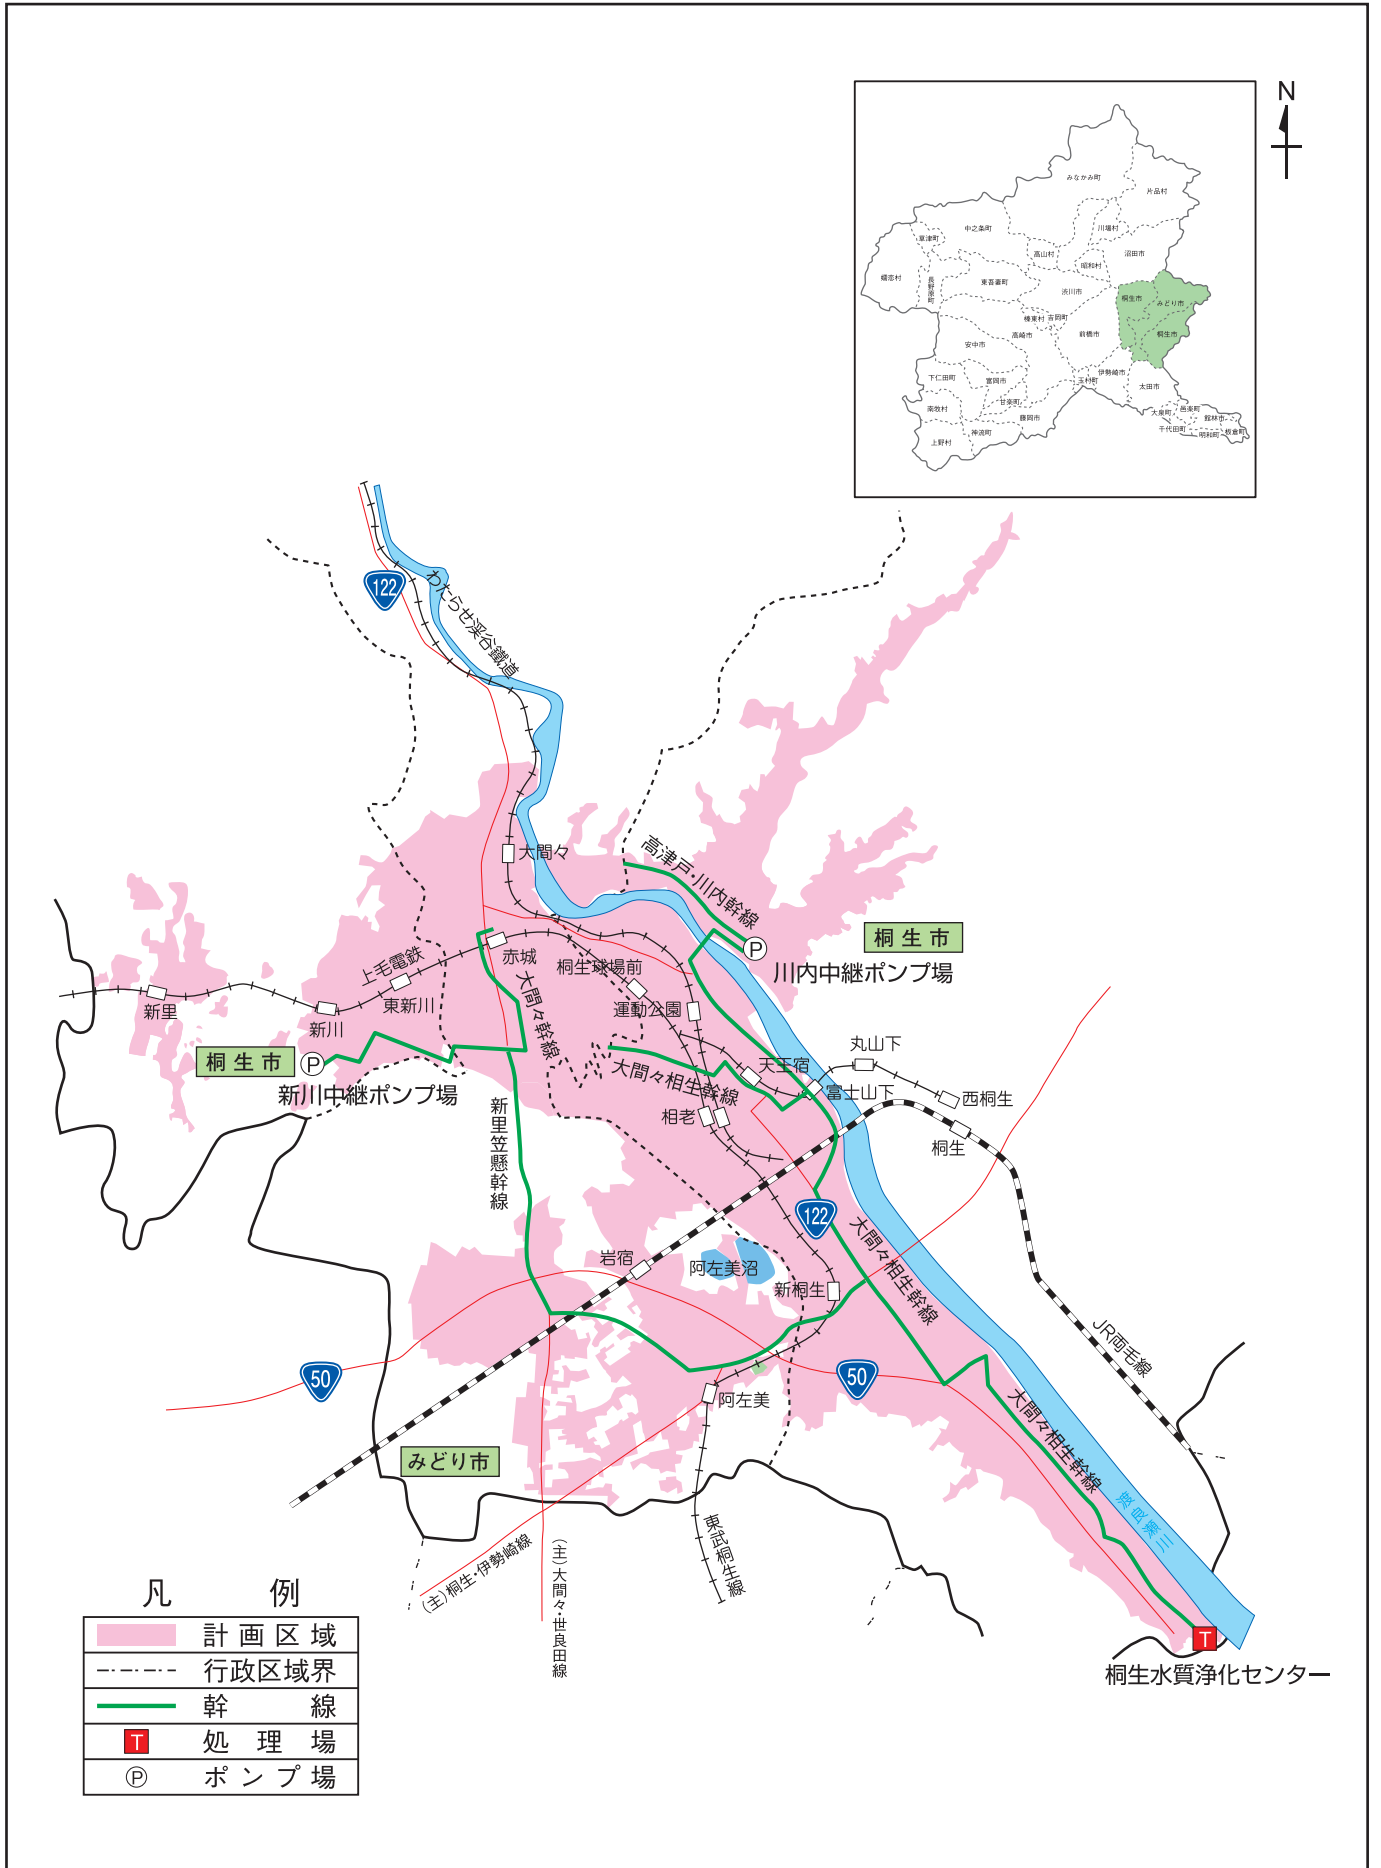 N
みなかみ町
片品村
中之条町
川場村
草津町
高山村
沼田市
昭和村
嬬恋村
長野原町
東吾妻町
渋川市
桐生市
みどり市
榛東村
吉岡町
高崎市
前橋市
桐生市
安中市
伊勢崎市
下仁田町
富岡市
玉村町
太田市
甘楽町
南牧村
藤岡市
大泉町
邑楽町
館林市
千代田町
明和町
板倉町
神流町
上野村
122
わたらせ渓谷鐵道
大間々
高津戸・川内幹線
P
桐生市
川内中継ポンプ場
赤城
桐生球場前
上毛電鉄
大間々幹線
東新川
運動公園
新里
新川
桐生市
P
新川中継ポンプ場
丸山下
天王宿
大間々相生幹線
富士山下
西桐生
相老
桐生
新里笠懸幹線
122
大間々相生幹線
岩宿
阿左美沼
新桐生
JR両毛線
50
50
阿左美
大間々相生幹線
みどり市
渡良瀬川
東武桐生線
(主)桐生・伊勢崎線
(主)大間々・世良田線
T
桐生水質浄化センター
凡例
計画区域
行政区域界
幹線
T 処理場
P ポンプ場